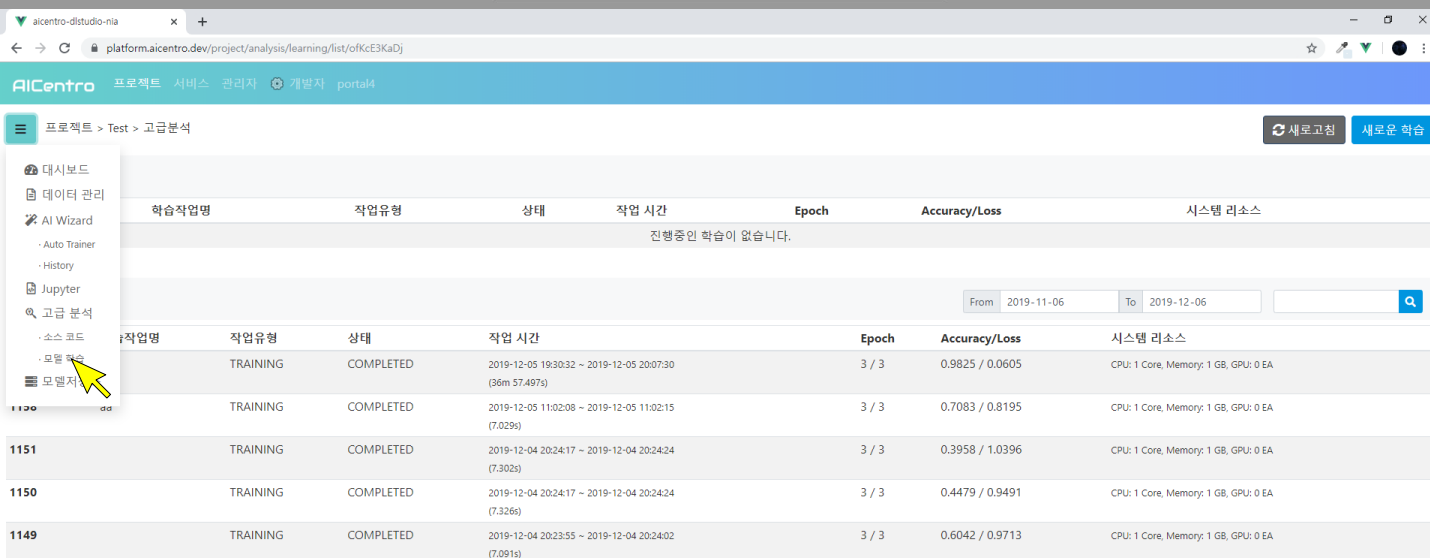 aicentro-dlstudio-nia
platform.aicentro.dev/project/analysis/learning/list/ofKcE3KaDj
AICentro 프로젝트 서비스 관리자 개발자 portal4
프로젝트 > Test > 고급분석 새로고침 새로운 학습
대시보드
데이터 관리
AI Wizard
· Auto Trainer
· History
Jupyter
고급 분석
· 소스 코드
· 모델 학습
학습작업명 작업유형 상태 작업 시간 Epoch Accuracy/Loss 시스템 리소스
진행중인 학습이 없습니다.
From 2019-11-06 To 2019-12-06
작업명 작업유형 상태 작업 시간 Epoch Accuracy/Loss 시스템 리소스
TRAINING COMPLETED 2019-12-05 19:30:32 ~ 2019-12-05 20:07:30 3 / 3 0.9825 / 0.0605 CPU: 1 Core, Memory: 1 GB, GPU: 0 EA
(36m 57.497s)
1158 aa TRAINING COMPLETED 2019-12-05 11:02:08 ~ 2019-12-05 11:02:15 3 / 3 0.7083 / 0.8195 CPU: 1 Core, Memory: 1 GB, GPU: 0 EA
(7.029s)
1151 TRAINING COMPLETED 2019-12-04 20:24:17 ~ 2019-12-04 20:24:24 3 / 3 0.3958 / 1.0396 CPU: 1 Core, Memory: 1 GB, GPU: 0 EA
(7.302s)
1150 TRAINING COMPLETED 2019-12-04 20:24:17 ~ 2019-12-04 20:24:24 3 / 3 0.4479 / 0.9491 CPU: 1 Core, Memory: 1 GB, GPU: 0 EA
(7.326s)
1149 TRAINING COMPLETED 2019-12-04 20:23:55 ~ 2019-12-04 20:24:02 3 / 3 0.6042 / 0.9713 CPU: 1 Core, Memory: 1 GB, GPU: 0 EA
(7.091s)